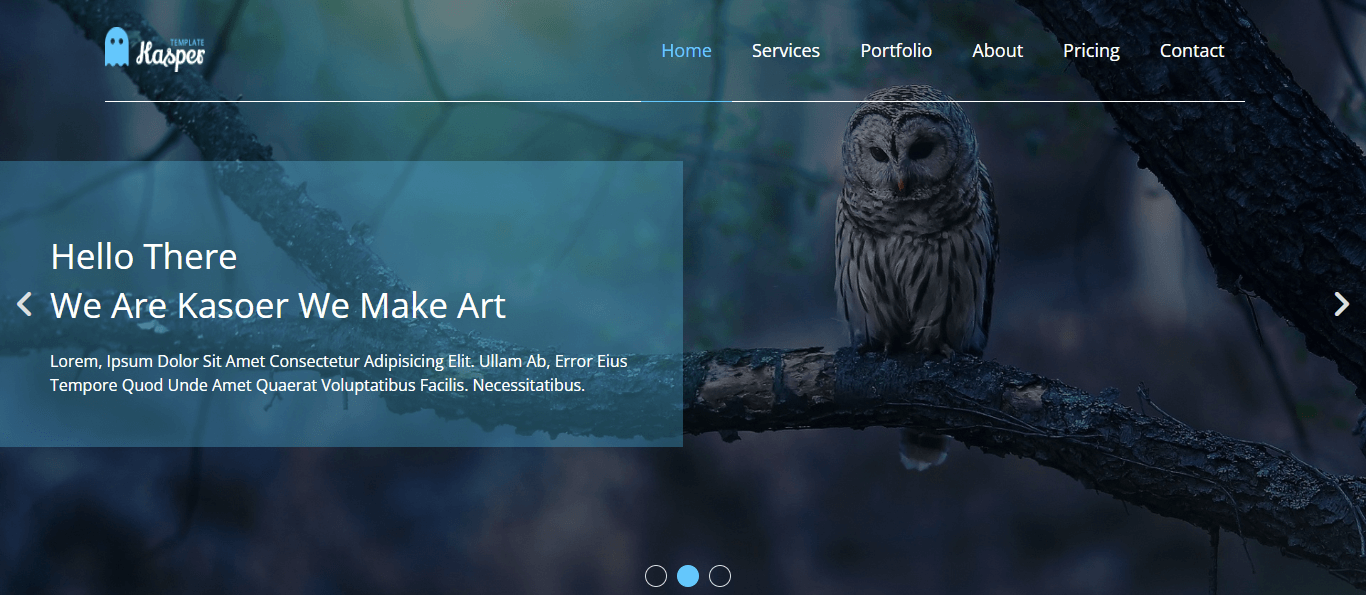 TEMPLATE
Kasper
Home Services Portfolio About Pricing Contact
Hello There
We Are Kasoer We Make Art
Lorem, Ipsum Dolor Sit Amet Consectetur Adipisicing Elit. Ullam Ab, Error Eius
Tempore Quod Unde Amet Quaerat Voluptatibus Facilis. Necessitatibus.